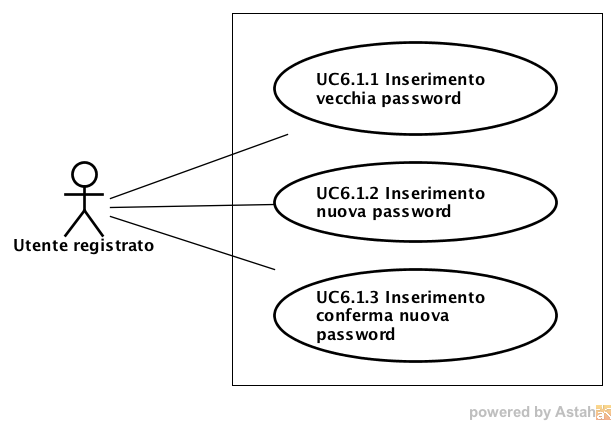 UC6.1.1 Inserimento
vecchia password
UC6.1.2 Inserimento
nuova password
Utente registrato
UC6.1.3 Inserimento
conferma nuova
password
powered by Astah